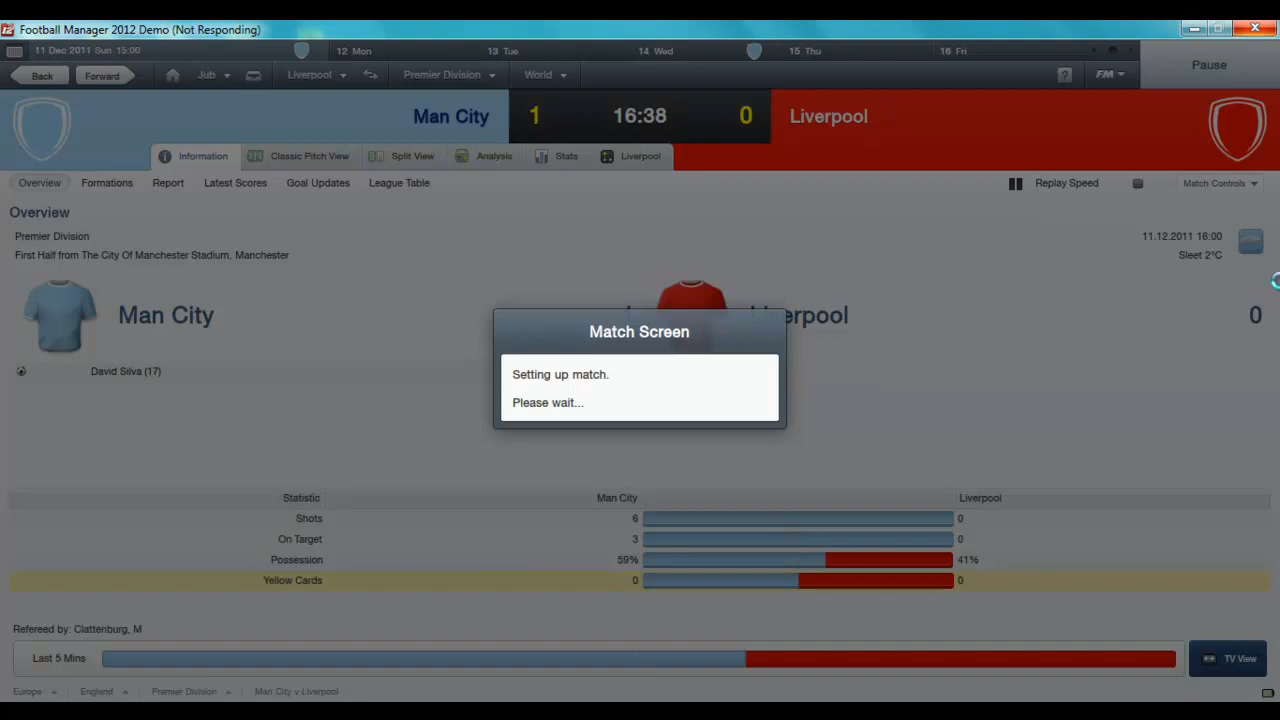 Football Manager 2012 Demo (Not Responding)
11 Dec 2011 Sun 15:00 12 Mon 13 Tue 14 Wed 15 Thu 16 Fri
Back Forward Jub Liverpool Premier Division World ? FM Pause
Man City 1 16:38 0 Liverpool
Information Classic Pitch View Split View Analysis Stats Liverpool
Overview Formations Report Latest Scores Goal Updates League Table Replay Speed Match Controls
Overview
Premier Division 11.12.2011 16:00
First Half from The City Of Manchester Stadium, Manchester Sleet 2°C
Man City erpool 0
Match Screen
David Silva (17)
Setting up match.
Please wait...
Statistic Man City Liverpool
Shots 6 0
On Target 3 0
Possession 59% 41%
Yellow Cards 0 0
Refereed by: Clattenburg, M
Last 5 Mins TV View
Europe England Premier Division Man City v Liverpool